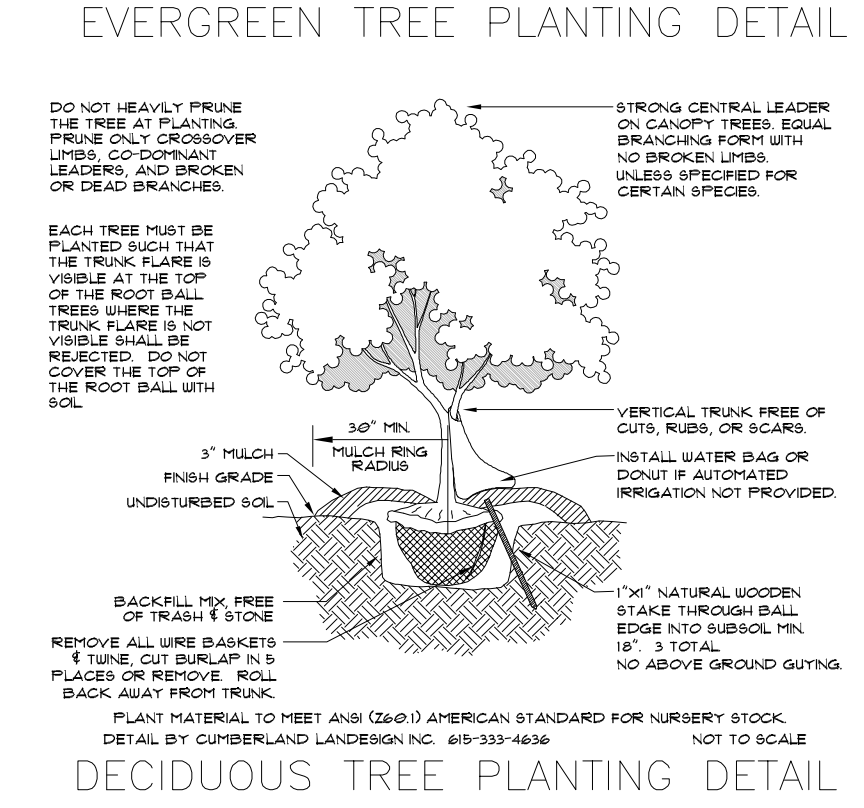 EVERGREEN TREE PLANTING DETAIL
DO NOT HEAVILY PRUNE
THE TREE AT PLANTING.
PRUNE ONLY CROSSOVER
LIMBS, CO-DOMINANT
LEADERS, AND BROKEN
OR DEAD BRANCHES.
STRONG CENTRAL LEADER
ON CANOPY TREES. EQUAL
BRANCHING FORM WITH
NO BROKEN LIMBS.
UNLESS SPECIFIED FOR
CERTAIN SPECIES.
EACH TREE MUST BE
PLANTED SUCH THAT
THE TRUNK FLARE IS
VISIBLE AT THE TOP
OF THE ROOT BALL
TREES WHERE THE
TRUNK FLARE IS NOT
VISIBLE SHALL BE
REJECTED. DO NOT
COVER THE TOP OF
THE ROOT BALL WITH
SOIL
VERTICAL TRUNK FREE OF
CUTS, RUBS, OR SCARS.
30" MIN.
MULCH RING
RADIUS
3" MULCH
FINISH GRADE
UNDISTURBED SOIL
INSTALL WATER BAG OR
DONUT IF AUTOMATED
IRRIGATION NOT PROVIDED.
BACKFILL MIX, FREE
OF TRASH & STONE
REMOVE ALL WIRE BASKETS
& TWINE, CUT BURLAP IN 5
PLACES OR REMOVE. ROLL
BACK AWAY FROM TRUNK.
1"X1" NATURAL WOODEN
STAKE THROUGH BALL
EDGE INTO SUBSOIL MIN.
18". 3 TOTAL
NO ABOVE GROUND GUYING.
PLANT MATERIAL TO MEET ANSI (Z60.1) AMERICAN STANDARD FOR NURSERY STOCK.
DETAIL BY CUMBERLAND LANDESIGN INC. 615-333-4636 NOT TO SCALE
DECIDUOUS TREE PLANTING DETAIL